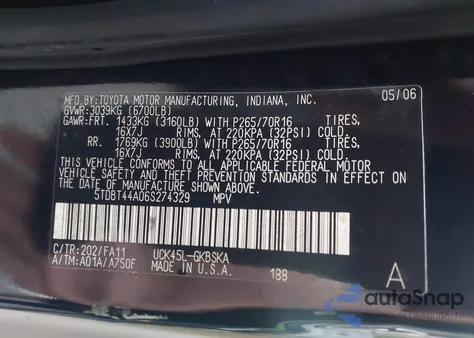 MFD.BY:TOYOTA MOTOR MANUFACTURING, INDIANA, INC. 05/06
GVWR:3039KG (6700LB)
GAWR:FRT. 1433KG (3160LB) WITH P265/70R16 TIRES,
16X7J RIMS, AT 220KPA (32PSI) COLD.
RR. 1769KG (3900LB) WITH P265/70R16 TIRES,
16X7J RIMS, AT 220KPA (32PSI) COLD.
THIS VEHICLE CONFORMS TO ALL APPLICABLE FEDERAL MOTOR
VEHICLE SAFETY, BUMPER, AND THEFT PREVENTION STANDARDS IN EFFECT ON
THE DATE OF MANUFACTURE SHOWN ABOVE.
5TDBT44A06S274329 MPV
C/TR:202/FA11 UCK45L-GKBSKA
A/TM:A01A/A750F MADE IN U.S.A. 188 A
autoSnap